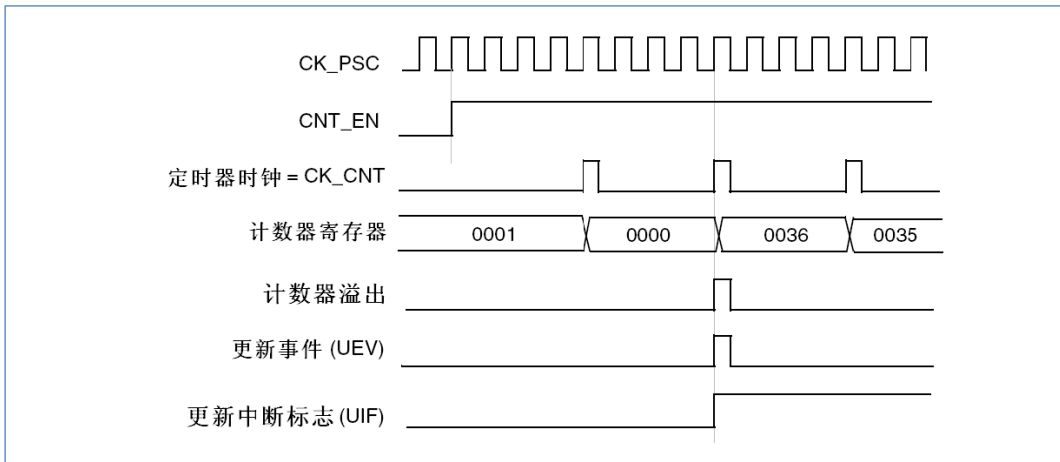 CK_PSC
CNT_EN
定时器时钟 = CK_CNT
计数器寄存器 0001 0000 0036 0035
计数器溢出
更新事件 (UEV)
更新中断标志 (UIF)